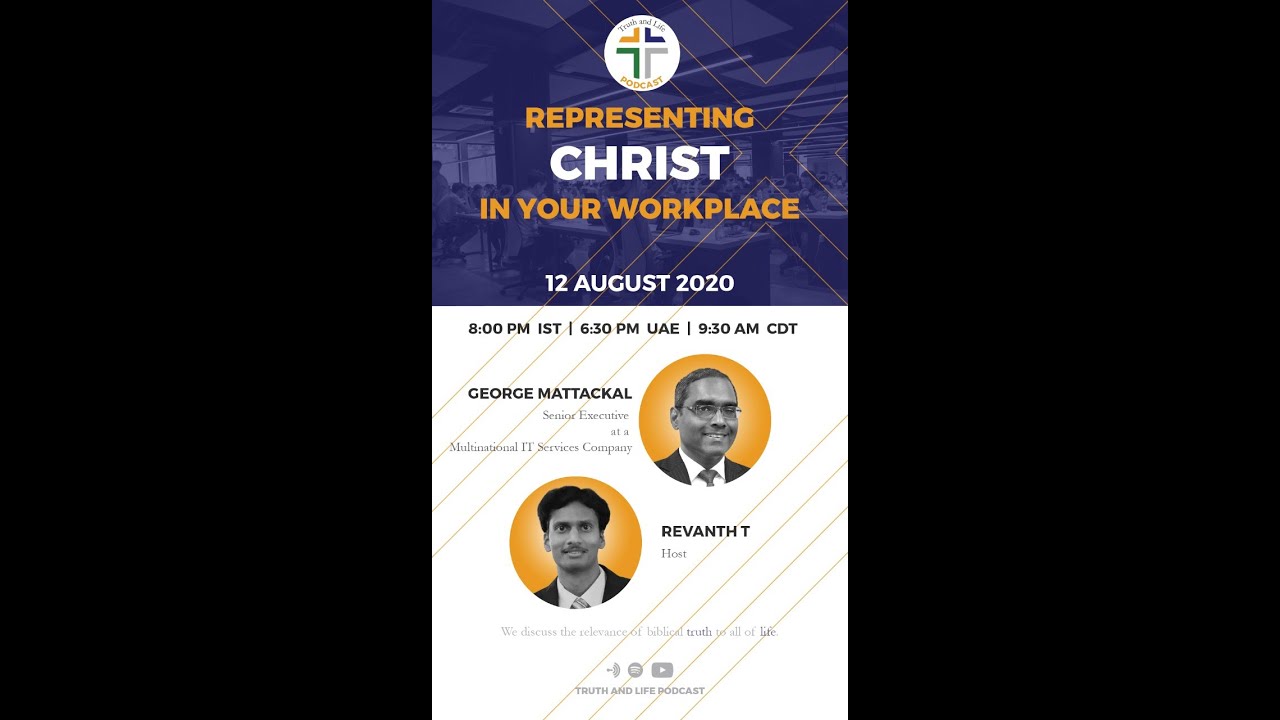 Truth and Life
PODCAST
REPRESENTING
CHRIST
IN YOUR WORKPLACE
12 AUGUST 2020
8:00 PM IST | 6:30 PM UAE | 9:30 AM CDT
GEORGE MATTACKAL
Senior Executive
at a
Multinational IT Services Company
REVANTH T
Host
We discuss the relevance of biblical truth to all of life.
TRUTH AND LIFE PODCAST